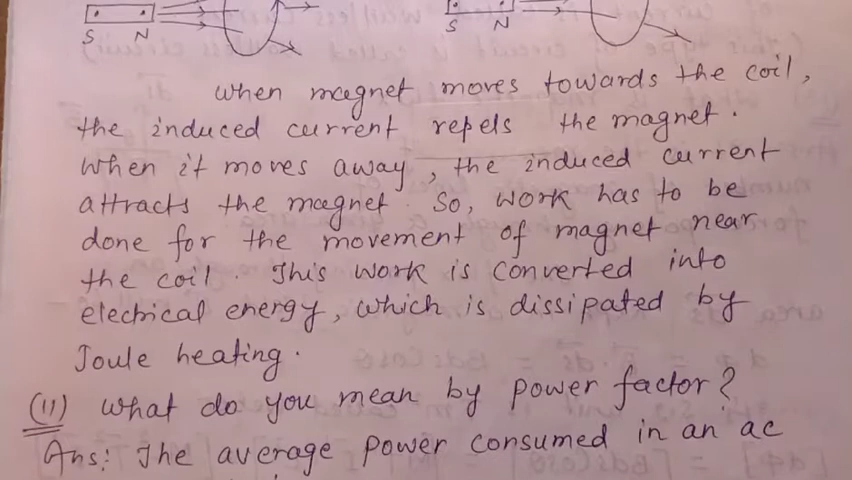 S N S N
when magnet moves towards the coil,
the induced current repels the magnet.
When it moves away, the induced current
attracts the magnet. So, work has to be
done for the movement of magnet near
the coil. This work is converted into
electrical energy, which is dissipated by
Joule heating.
(11) What do you mean by power factor?
Ans: The average power consumed in an ac